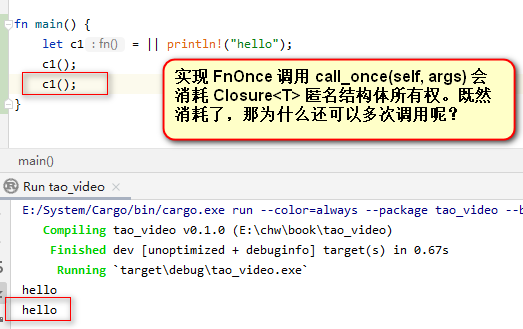 fn main() {
let c1 : fn() = || println!("hello");
c1();
c1();
}
实现 FnOnce 调用 call_once(self, args) 会
消耗 Closure<T> 匿名结构体所有权。既然
消耗了，那为什么还可以多次调用呢？
main()
Run tao_video ×
E:/System/Cargo/bin/cargo.exe run --color=always --package tao_video --b
Compiling tao_video v0.1.0 (E:\chw\book\tao_video)
Finished dev [unoptimized + debuginfo] target(s) in 0.67s
Running `target\debug\tao_video.exe`
hello
hello